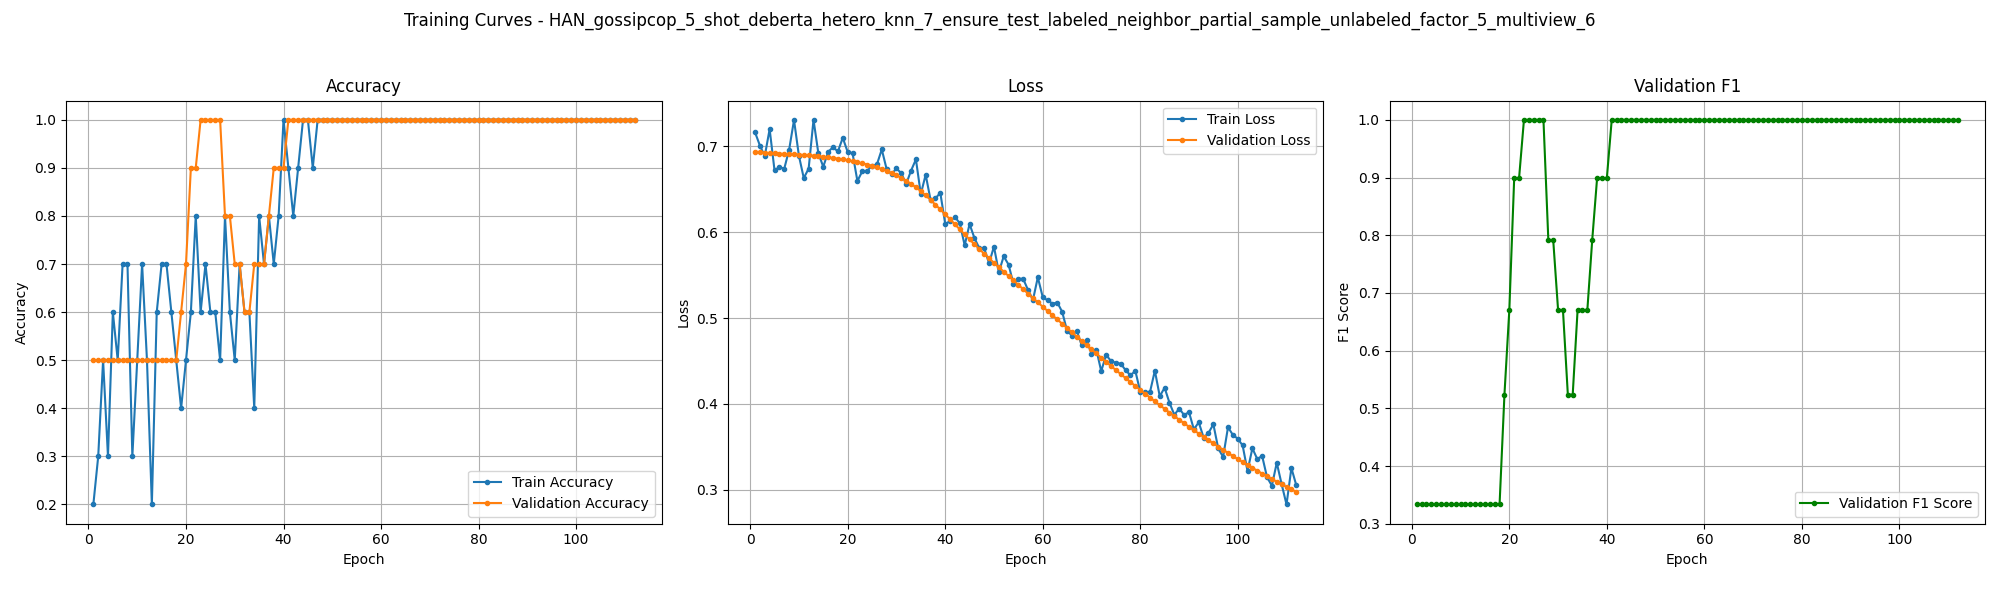 Training Curves - HAN_gossipcop_5_shot_deberta_hetero_knn_7_ensure_test_labeled_neighbor_partial_sample_unlabeled_factor_5_multiview_6
Accuracy
1.0
0.9
0.8
0.7
0.6
0.5
0.4
0.3
0.2
Accuracy
0 20 40 60 80 100
Epoch
Train Accuracy
Validation Accuracy
Loss
0.7
0.6
0.5
0.4
0.3
Loss
0 20 40 60 80 100
Epoch
Train Loss
Validation Loss
Validation F1
1.0
0.9
0.8
0.7
0.6
0.5
0.4
0.3
F1 Score
0 20 40 60 80 100
Epoch
Validation F1 Score